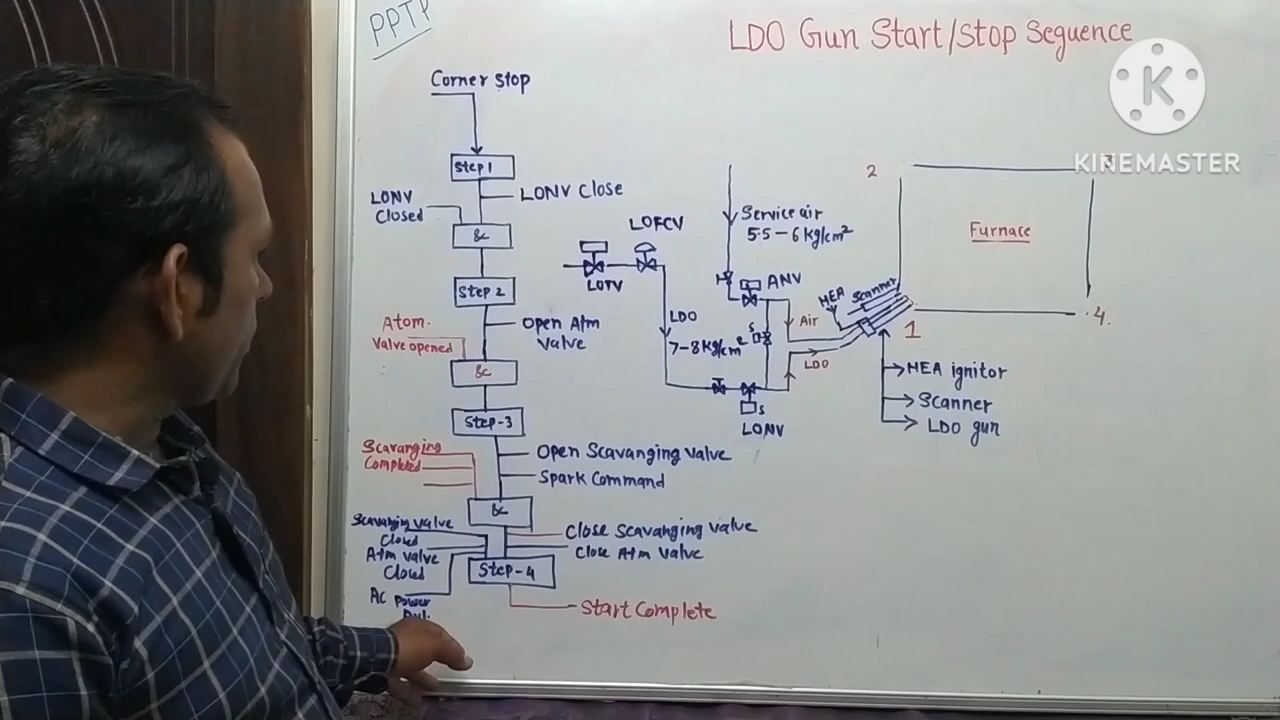 PPTP
LDO Gun Start/Stop Sequence
K
KINEMASTER
Corner Stop
Step 1
LONV Close
LONV
Closed
&
Step 2
Open Atm
Valve
Atom.
Valve opened
&
Step-3
Open Scavanging Valve
Spark Command
Scavanging
Completed
&
Close Scavanging Valve
Close Atm Valve
Scavanging Valve
Closed
Atm Valve
Closed
AC Power
Step-4
Start Complete
LOTV
LOFCV
LDO
7-8 Kg/cm2
Service air
5.5-6 Kg/cm2
ANV
S
S
LONV
Air
LDO
HEA
Scanner
1
2
3
4.
Furnace
HEA ignitor
Scanner
LDO gun